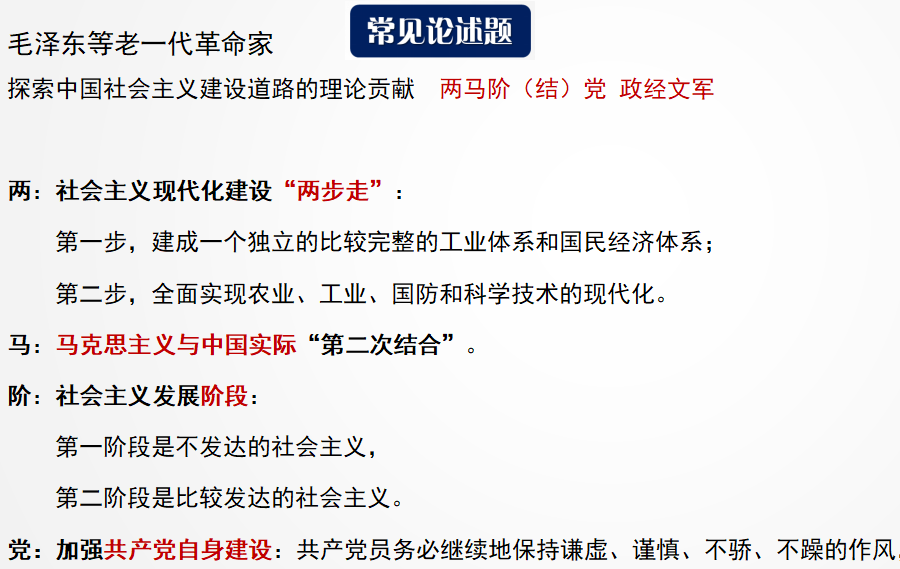 常见论述题
毛泽东等老一代革命家
探索中国社会主义建设道路的理论贡献 两马阶（结）党 政经文军
两：社会主义现代化建设“两步走”：
第一步，建成一个独立的比较完整的工业体系和国民经济体系；
第二步，全面实现农业、工业、国防和科学技术的现代化。
马：马克思主义与中国实际“第二次结合”。
阶：社会主义发展阶段：
第一阶段是不发达的社会主义，
第二阶段是比较发达的社会主义。
党：加强共产党自身建设：共产党员务必继续地保持谦虚、谨慎、不骄、不躁的作风，